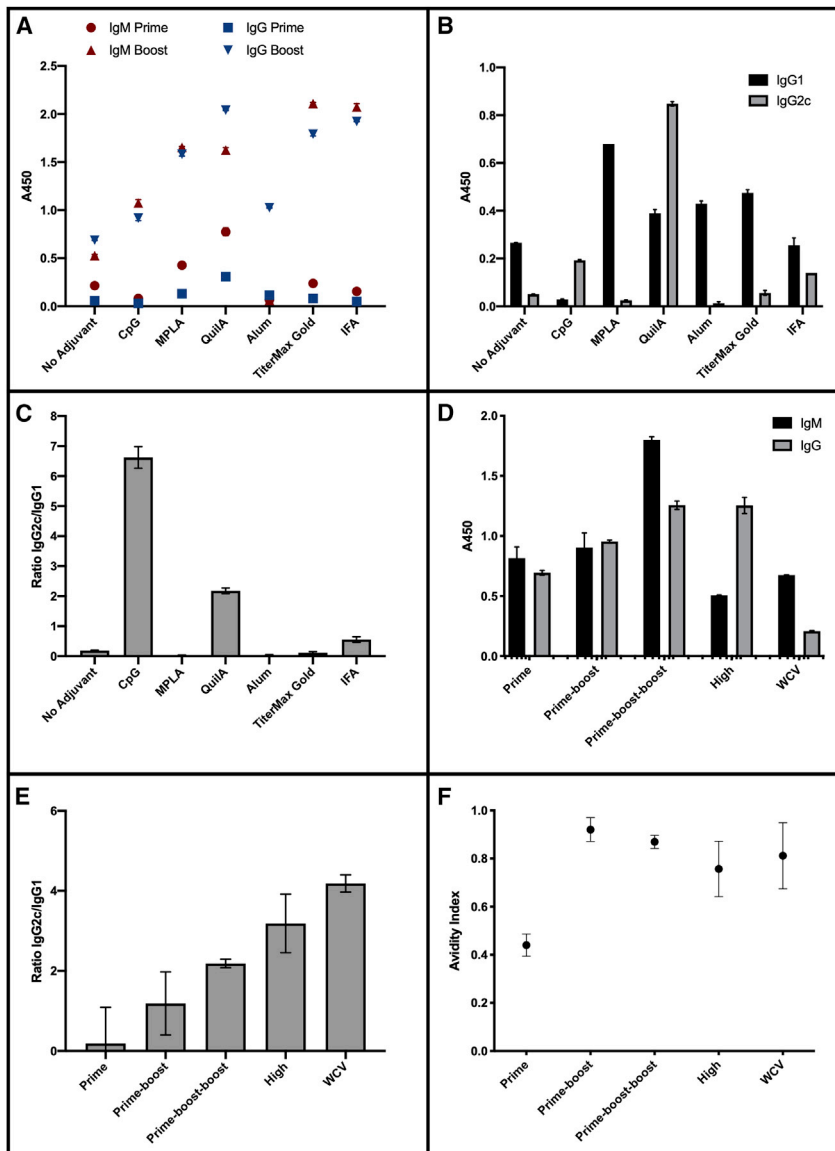 A
IgM Prime
IgG Prime
IgM Boost
IgG Boost
2.5
2.0
1.5
1.0
0.5
0.0
A450
No Adjuvant
CpG
MPLA
QuilA
Alum
TiterMax Gold
IFA
B
IgG1
IgG2c
1.0
0.8
0.6
0.4
0.2
0.0
A450
No Adjuvant
CpG
MPLA
QuilA
Alum
TiterMax Gold
IFA
C
8
7
6
5
4
3
2
1
0
Ratio IgG2c/IgG1
No Adjuvant
CpG
MPLA
QuilA
Alum
TiterMax Gold
IFA
D
IgM
IgG
2.0
1.5
1.0
0.5
0.0
A450
Prime
Prime-boost
Prime-boost-boost
High
WCV
E
6
4
2
0
Ratio IgG2c/IgG1
Prime
Prime-boost
Prime-boost-boost
High
WCV
F
1.0
0.8
0.6
0.4
0.2
0.0
Avidity Index
Prime
Prime-boost
Prime-boost-boost
High
WCV